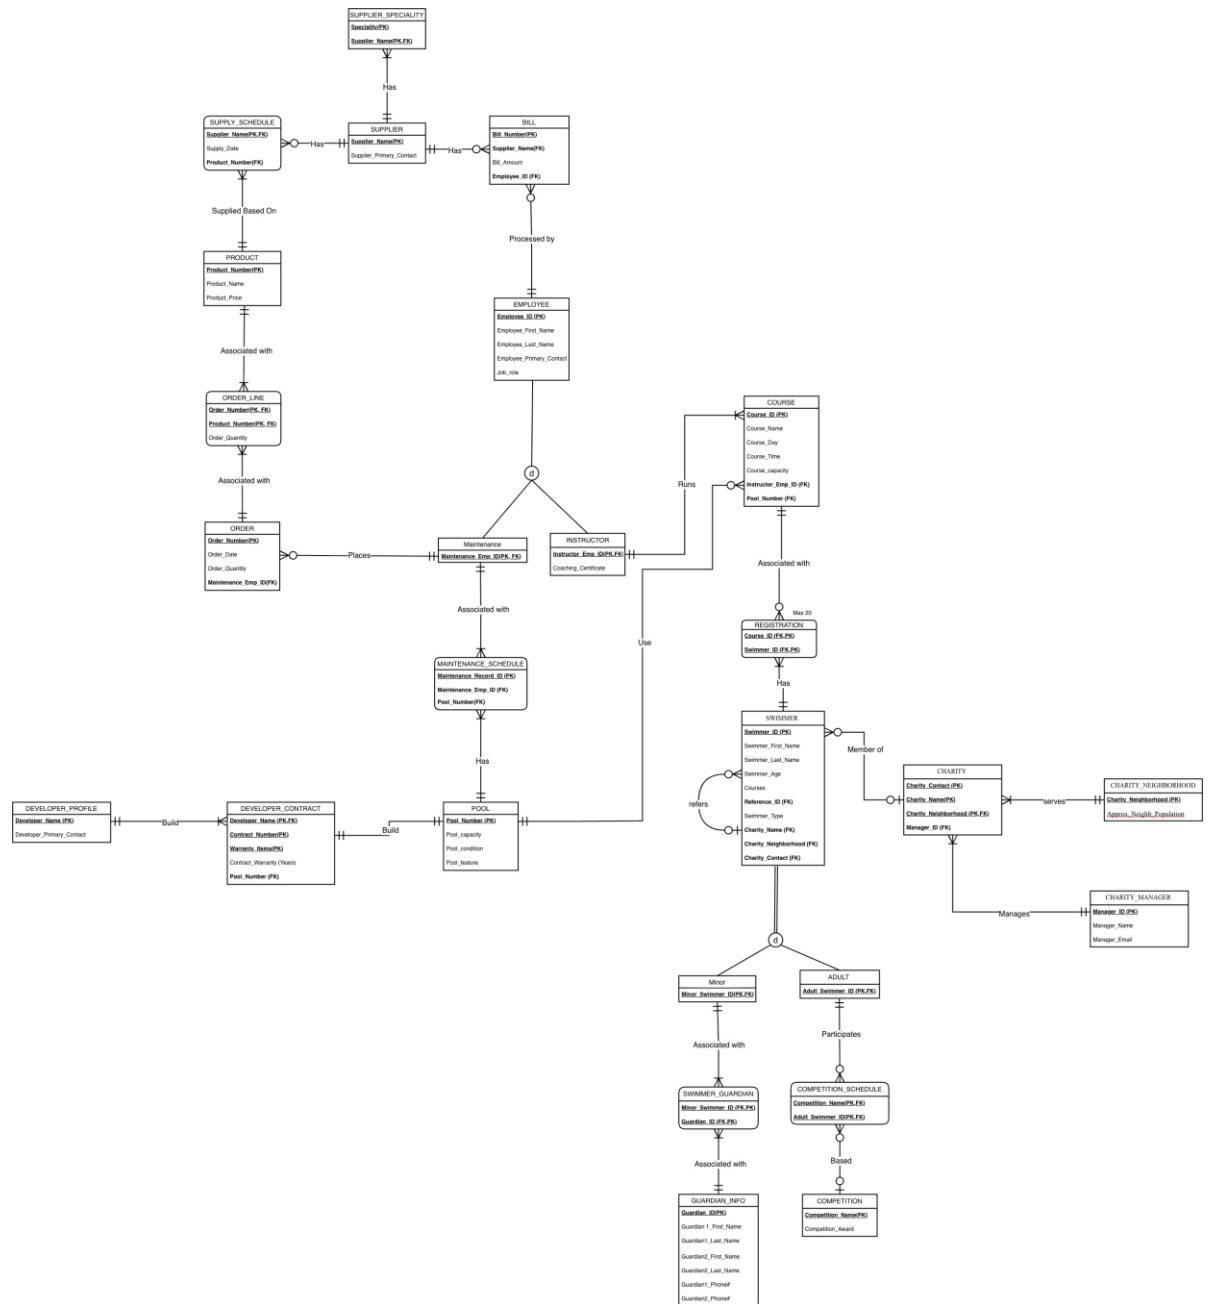 SUPPLIER_SPECIALITY
Speciality(PK)
Supplier_Name(PK,FK)
Has
SUPPLY_SCHEDULE
Supplier_Name(PK,FK)
Supply_Date
Product_Number(FK)
Has
SUPPLIER
Supplier_Name(PK)
Supplier_Primary_Contact
Has
BILL
Bill_Number(PK)
Supplier_Name(FK)
Bill_Amount
Employee_ID (FK)
Supplied Based On
Processed by
PRODUCT
Product_Number(PK)
Product_Name
Product_Price
EMPLOYEE
Employee_ID (PK)
Employee_First_Name
Employee_Last_Name
Employee_Primary_Contact
Job_role
Associated with
ORDER_LINE
Order_Number(PK, FK)
Product_Number(PK, FK)
Order_Quantity
COURSE
Course_ID (PK)
Course_Name
Course_Day
Course_Time
Course_capacity
Instructor_Emp_ID (FK)
Pool_Number (FK)
d
Runs
Associated with
ORDER
Order_Number(PK)
Order_Date
Order_Quantity
Maintenance_Emp_ID(FK)
Places
Maintenance
Maintenance_Emp_ID(PK, FK)
INSTRUCTOR
Instructor_Emp_ID(PK,FK)
Coaching_Certificate
Associated with
Associated with
Max 20
REGISTRATION
Course_ID (FK,PK)
Swimmer_ID (FK,PK)
Use
MAINTENANCE_SCHEDULE
Maintenance_Record_ID (PK)
Maintenance_Emp_ID (FK)
Pool_Number(FK)
Has
SWIMMER
Swimmer_ID (PK)
Swimmer_First_Name
Swimmer_Last_Name
Swimmer_Age
Courses
Reference_ID (FK)
Swimmer_Type
Charity_Name (FK)
Charity_Neighborhood (FK)
Charity_Contact (FK)
refers
Member of
Has
CHARITY
Charity_Contact (PK)
Charity_Name(PK)
Charity_Neighborhood (PK,FK)
Manager_ID (FK)
serves
CHARITY_NEIGHBORHOOD
Charity_Neighborhood (PK)
Approx_Neighb_Population
DEVELOPER_PROFILE
Developer_Name (PK)
Developer_Primary_Contact
Build
DEVELOPER_CONTRACT
Developer_Name (PK,FK)
Contract_Number(PK)
Warranty_Items(PK)
Contract_Warranty (Years)
Pool_Number (FK)
Build
POOL
Pool_Number (PK)
Pool_capacity
Pool_condition
Pool_feature
Manages
CHARITY_MANAGER
Manager_ID (PK)
Manager_Name
Manager_Email
d
Minor
Minor_Swimmer_ID(PK,FK)
ADULT
Adult_Swimmer_ID (PK,FK)
Associated with
Participates
SWIMMER_GUARDIAN
Minor_Swimmer_ID (FK,PK)
Guardian_ID (FK,PK)
COMPETITION_SCHEDULE
Competition_Name(PK,FK)
Adult_Swimmer_ID(PK,FK)
Associated with
Based
GUARDIAN_INFO
Guardian_ID(PK)
Guardian 1_First_Name
Guardian1_Last_Name
Guardian2_First_Name
Guardian2_Last_Name
Guardian1_Phone#
Guardian2_Phone#
COMPETITION
Competition_Name(PK)
Competition_Award